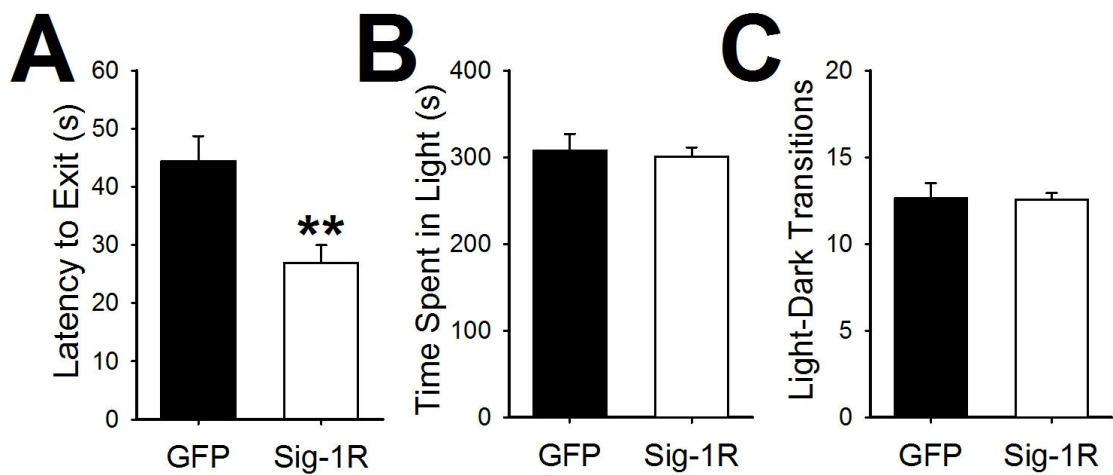 A
Latency to Exit (s)
60
50
40
30
20
10
0
**
GFP
Sig-1R
B
Time Spent in Light (s)
400
300
200
100
0
GFP
Sig-1R
C
Light-Dark Transitions
20
15
10
5
0
GFP
Sig-1R